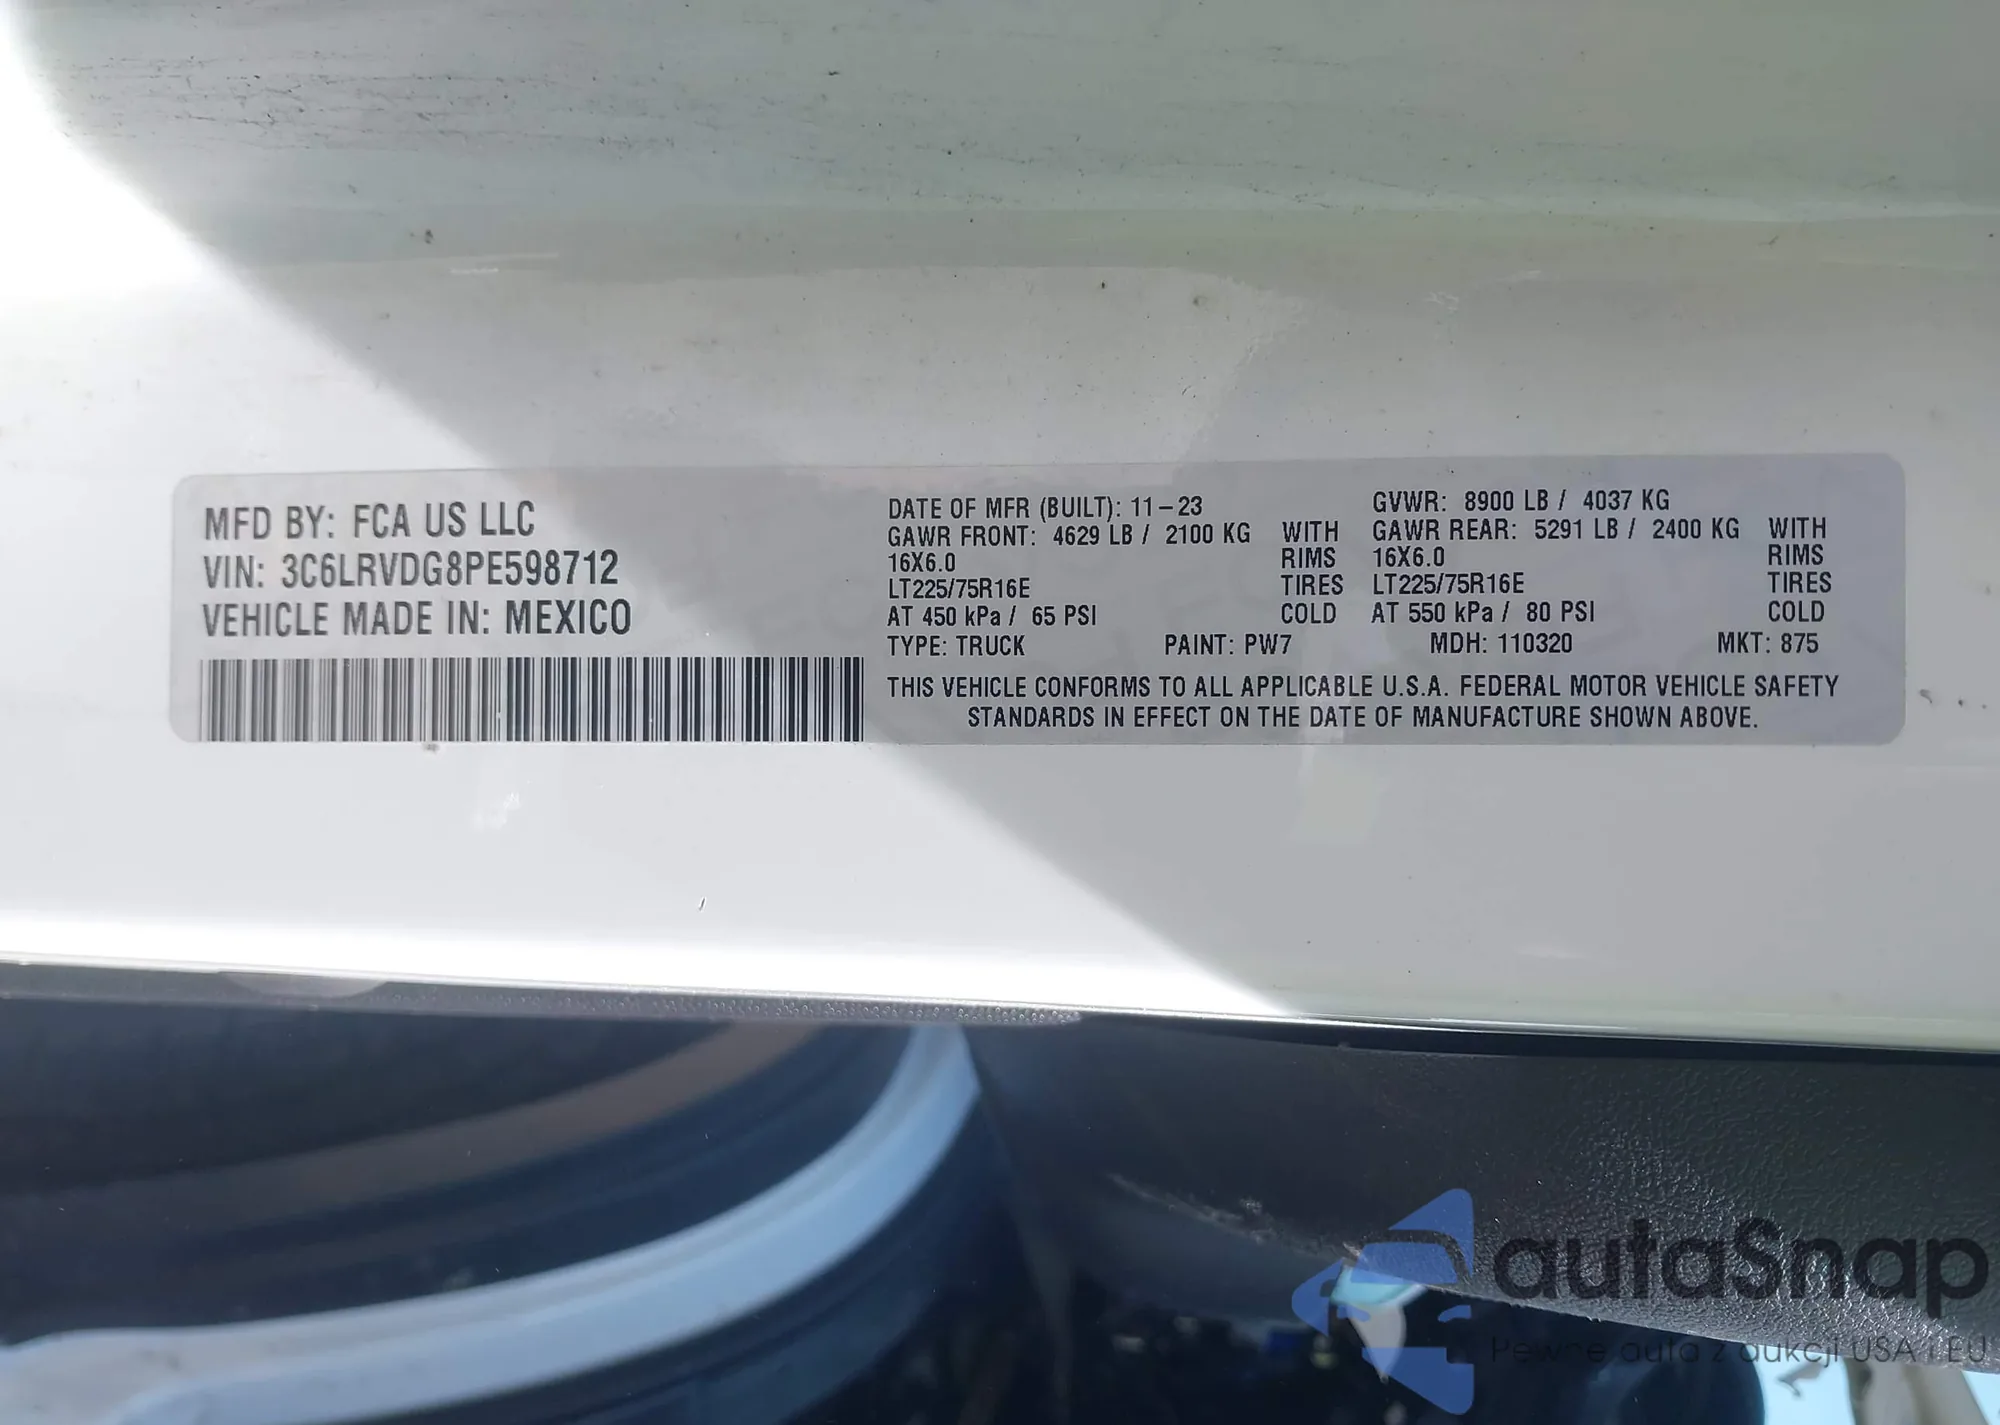 MFD BY: FCA US LLC
VIN: 3C6LRVDG8PE598712
VEHICLE MADE IN: MEXICO
DATE OF MFR (BUILT): 11-23
GAWR FRONT: 4629 LB / 2100 KG WITH
16X6.0 RIMS
LT225/75R16E TIRES
AT 450 kPa / 65 PSI COLD
GVWR: 8900 LB / 4037 KG
GAWR REAR: 5291 LB / 2400 KG WITH
16X6.0 RIMS
LT225/75R16E TIRES
AT 550 kPa / 80 PSI COLD
TYPE: TRUCK PAINT: PW7 MDH: 110320 MKT: 875
THIS VEHICLE CONFORMS TO ALL APPLICABLE U.S.A. FEDERAL MOTOR VEHICLE SAFETY
STANDARDS IN EFFECT ON THE DATE OF MANUFACTURE SHOWN ABOVE.
autaSnap
Pewne auta z aukcji USA i EU